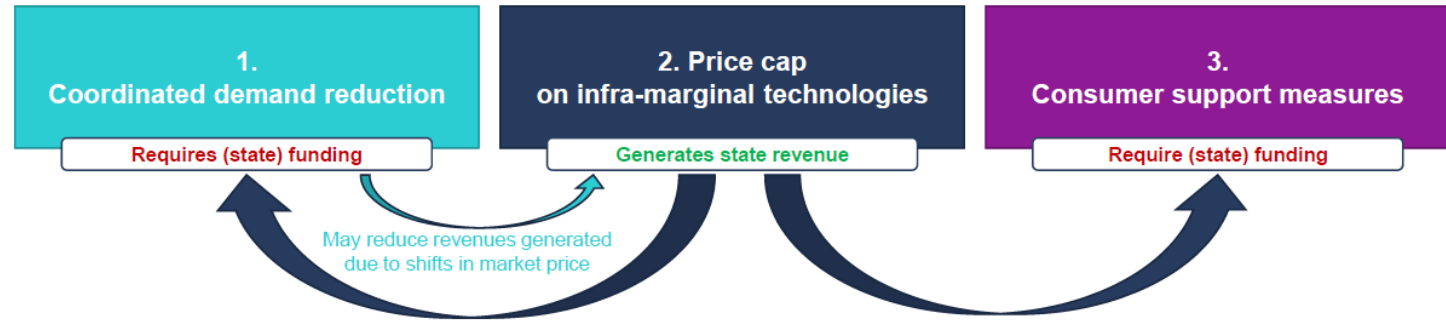 1.
Coordinated demand reduction
Requires (state) funding
2. Price cap
on infra-marginal technologies
Generates state revenue
3.
Consumer support measures
Require (state) funding
May reduce revenues generated
due to shifts in market price